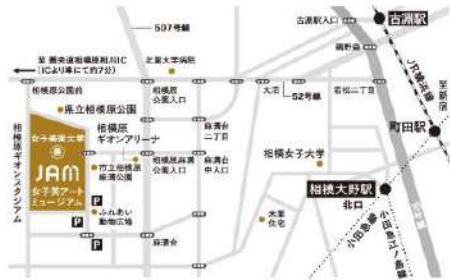 507号線
古淵駅入口
古淵駅
鵜野森
至 圏央道相模原愛川IC
(ICより車にて約7分)
北里大学病院
JR横浜線
至新宿
相模原公園前
相模原
公園入口
大沼
52号線
若松二丁目
県立相模原公園
女子美術大学
JAM
女子美アート
ミュージアム
相模原
ギオンアリーナ
麻溝台
二丁目
町田駅
相模原ギオンスタジアム
市立相模原
麻溝公園
相模原麻溝
公園入口
麻溝台
中入口
相模女子大学
相模大野駅
北口
ふれあい
動物広場
P
P
麻溝台
小田急線
小田急江ノ島線